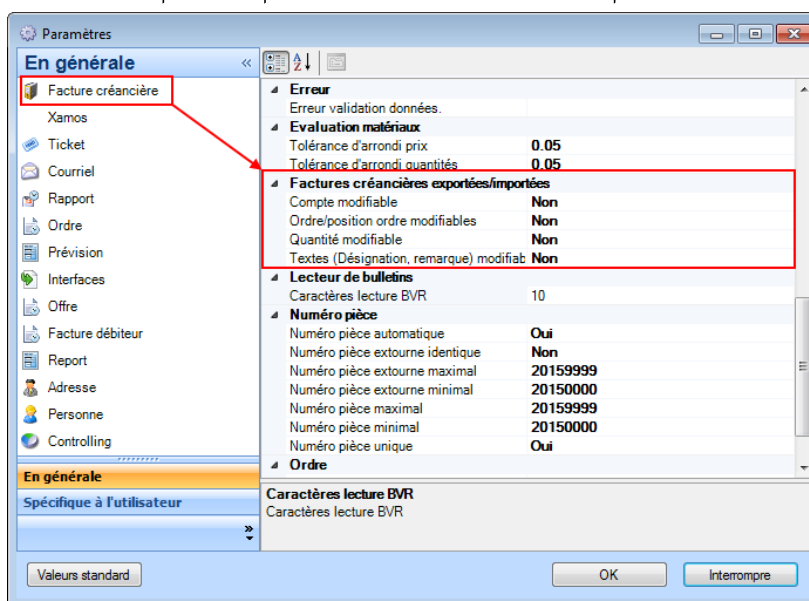 Paramètres
En générale «
Facture créancière
Xamos
Ticket
Courriel
Rapport
Ordre
Prévision
Interfaces
Offre
Facture débiteur
Report
Adresse
Personne
Controlling
En générale
Spécifique à l'utilisateur
»
Erreur
Erreur validation données.
Evaluation matériaux
Tolérance d'arrondi prix 0.05
Tolérance d'arrondi quantités 0.05
Factures créancières exportées/importées
Compte modifiable Non
Ordre/position ordre modifiables Non
Quantité modifiable Non
Textes (Désignation, remarque) modifiab Non
Lecteur de bulletins
Caractères lecture BVR 10
Numéro pièce
Numéro pièce automatique Oui
Numéro pièce extourne identique Non
Numéro pièce extourne maximal 20159999
Numéro pièce extourne minimal 20150000
Numéro pièce maximal 20159999
Numéro pièce minimal 20150000
Numéro pièce unique Oui
Ordre
Caractères lecture BVR
Caractères lecture BVR
Valeurs standard
OK
Interrompre